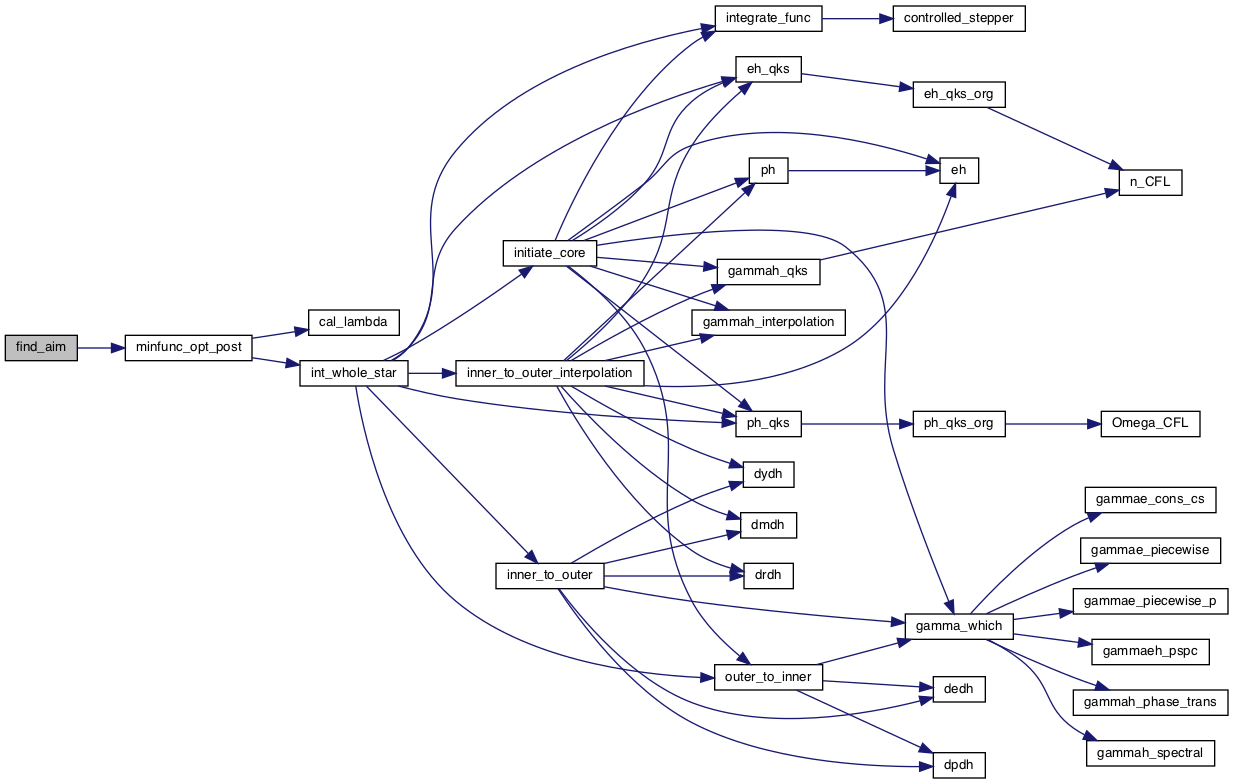 find_aim
minfunc_opt_post
cal_lambda
int_whole_star
initiate_core
inner_to_outer_interpolation
inner_to_outer
integrate_func
controlled_stepper
eh_qks
eh_qks_org
ph
eh
n_CFL
gammah_qks
gammah_interpolation
ph_qks
ph_qks_org
Omega_CFL
dydh
dmdh
drdh
gamma_which
gammae_cons_cs
gammae_piecewise
gammae_piecewise_p
gammaeh_pspc
gammah_phase_trans
gammah_spectral
outer_to_inner
dedh
dpdh